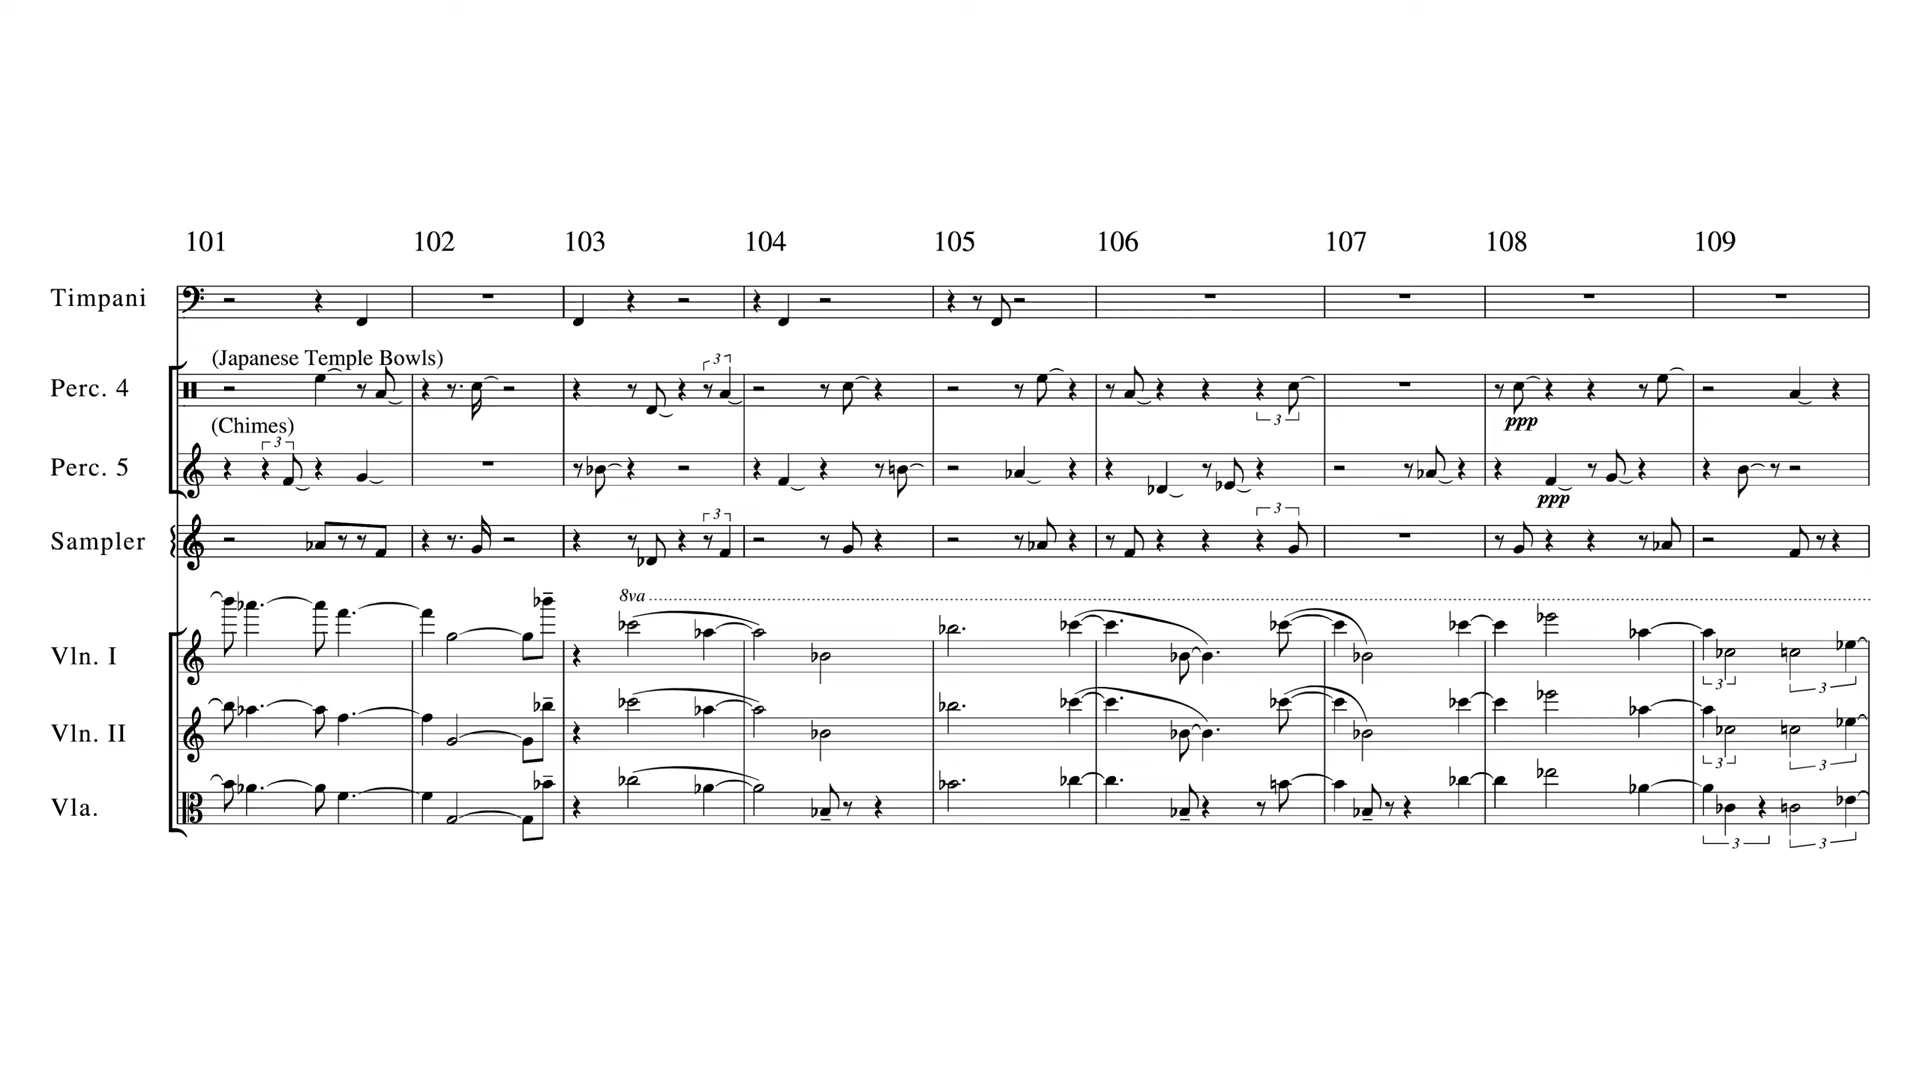 101 102 103 104 105 106 107 108 109
Timpani
(Japanese Temple Bowls)
3
Perc. 4
3
ppp
(Chimes)
3
Perc. 5
ppp
3 3
Sampler
8va
Vln. I
3 3
Vln. II
3 3
Vla.
3 3